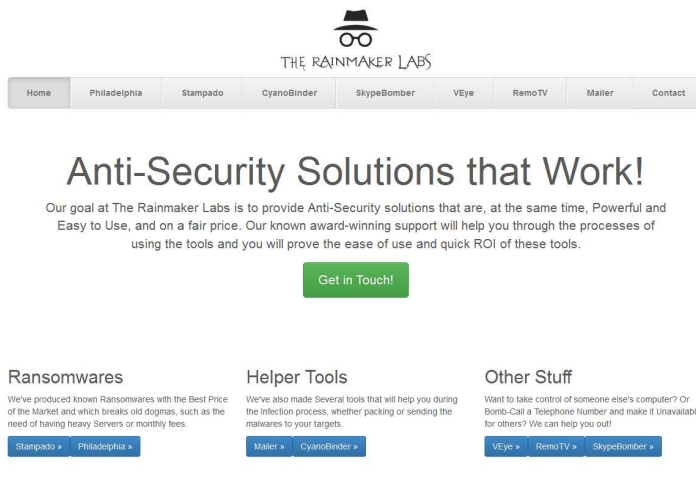 THE RAINMAKER LABS
Home Philadelphia Stampado CyanoBinder SkypeBomber VEye RemoTV Mailer Contact
Anti-Security Solutions that Work!
Our goal at The Rainmaker Labs is to provide Anti-Security solutions that are, at the same time, Powerful and
Easy to Use, and on a fair price. Our known award-winning support will help you through the processes of
using the tools and you will prove the ease of use and quick ROI of these tools.
Get in Touch!
Ransomwares
We've produced known Ransomwares with the Best Price
of the Market and which breaks old dogmas, such as the
need of having heavy Servers or monthly fees.
Stampado » Philadelphia »
Helper Tools
We've also made Several tools that will help you during
the Infection process, whether packing or sending the
malwares to your targets.
Mailer » CyanoBinder »
Other Stuff
Want to take control of someone else's computer? Or
Bomb-Call a Telephone Number and make it Unavailabl
for others? We can help you out!
VEye » RemoTV » SkypeBomber »